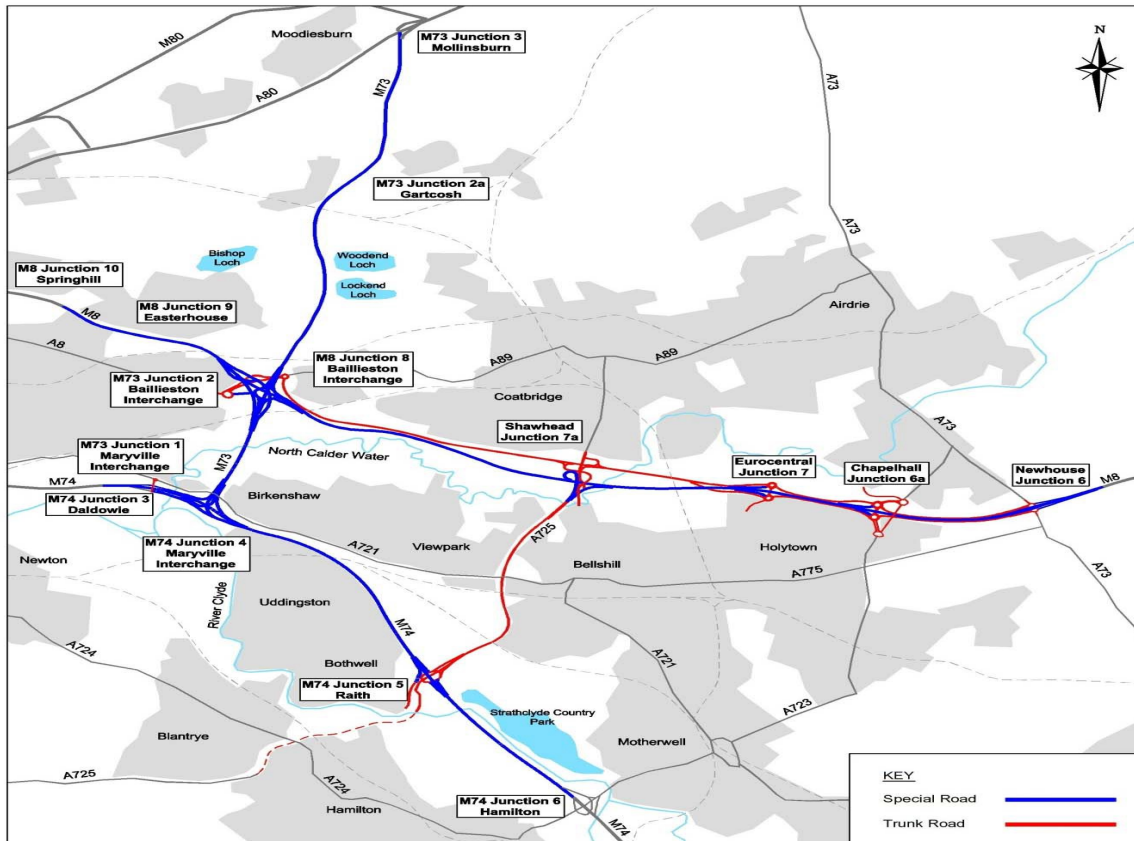 Moodiesburn
M73 Junction 3
Mollinsburn
N
M80
A80
M73
A73
M73 Junction 2a
Gartcosh
A73
Bishop
Loch
Woodend
Loch
Lockend
Loch
M8 Junction 10
Springhill
M8 Junction 9
Easterhouse
Airdrie
M8
A8
M8 Junction 8
Baillieston
Interchange
A89
A89
M73 Junction 2
Baillieston
Interchange
Coatbridge
Shawhead
Junction 7a
A73
M73 Junction 1
Maryville
Interchange
M73
North Calder Water
Eurocentral
Junction 7
Chapelhall
Junction 6a
Newhouse
Junction 6
M8
M74
M74 Junction 3
Daldowie
Birkenshaw
A725
M74 Junction 4
Maryville
Interchange
A721
Viewpark
Holytown
Newton
Bellshill
A775
A73
River Clyde
Uddingston
M74
A724
A721
Bothwell
M74 Junction 5
Raith
Strathclyde Country
Park
A723
Blantrye
Motherwell
A725
A724
Hamilton
M74 Junction 6
Hamilton
M74
KEY
Special Road
Trunk Road